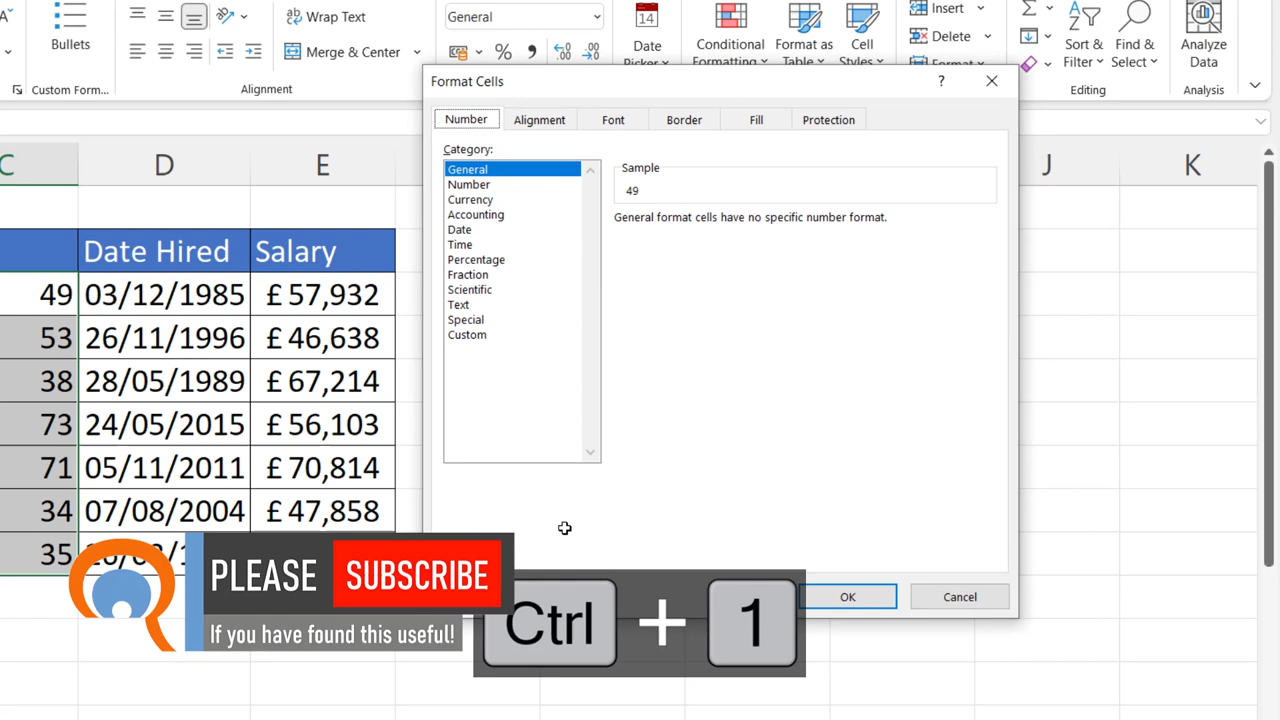 Wrap Text
General
Insert
Bullets
Merge & Center
14
Date
Picker
Conditional
Formatting
Format as
Table
Cell
Styles
Delete
Format
Sort &
Filter
Find &
Select
Analyze
Data
Custom Form...
Alignment
Editing
Analysis
Format Cells
Number Alignment Font Border Fill Protection
Category:
General
Number
Currency
Accounting
Date
Time
Percentage
Fraction
Scientific
Text
Special
Custom
Sample
49
General format cells have no specific number format.
OK Cancel
C D E J K
Date Hired Salary
49 03/12/1985 £ 57,932
53 26/11/1996 £ 46,638
38 28/05/1989 £ 67,214
73 24/05/2015 £ 56,103
71 05/11/2011 £ 70,814
34 07/08/2004 £ 47,858
35
PLEASE SUBSCRIBE
If you have found this useful!
Ctrl + 1